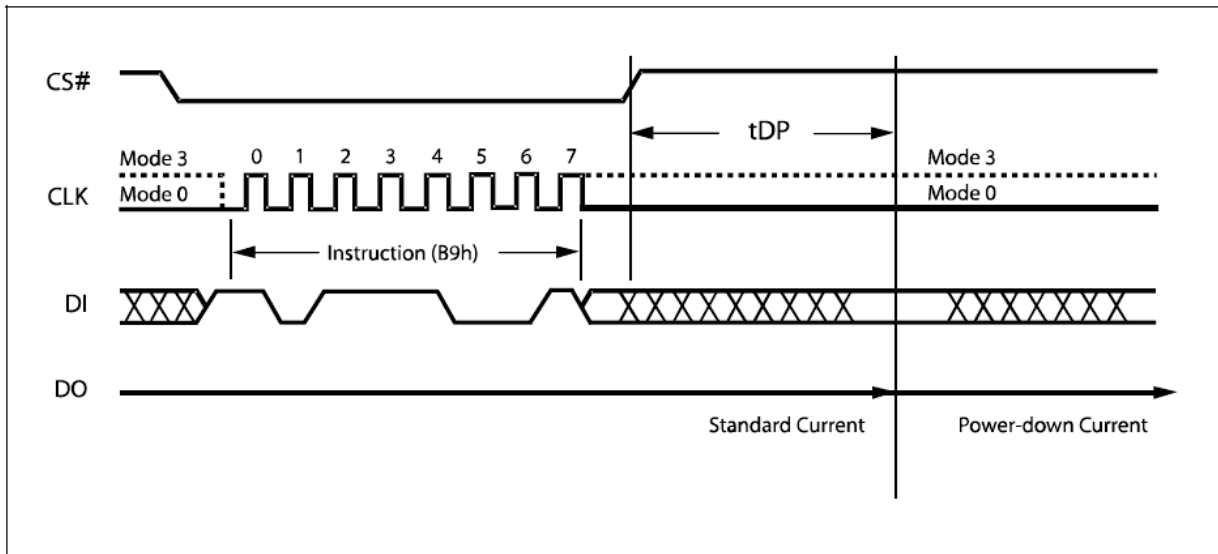 CS#
tDP
Mode 3
0 1 2 3 4 5 6 7
Mode 3
CLK
Mode 0
Mode 0
Instruction (B9h)
DI
DO
Standard Current
Power-down Current